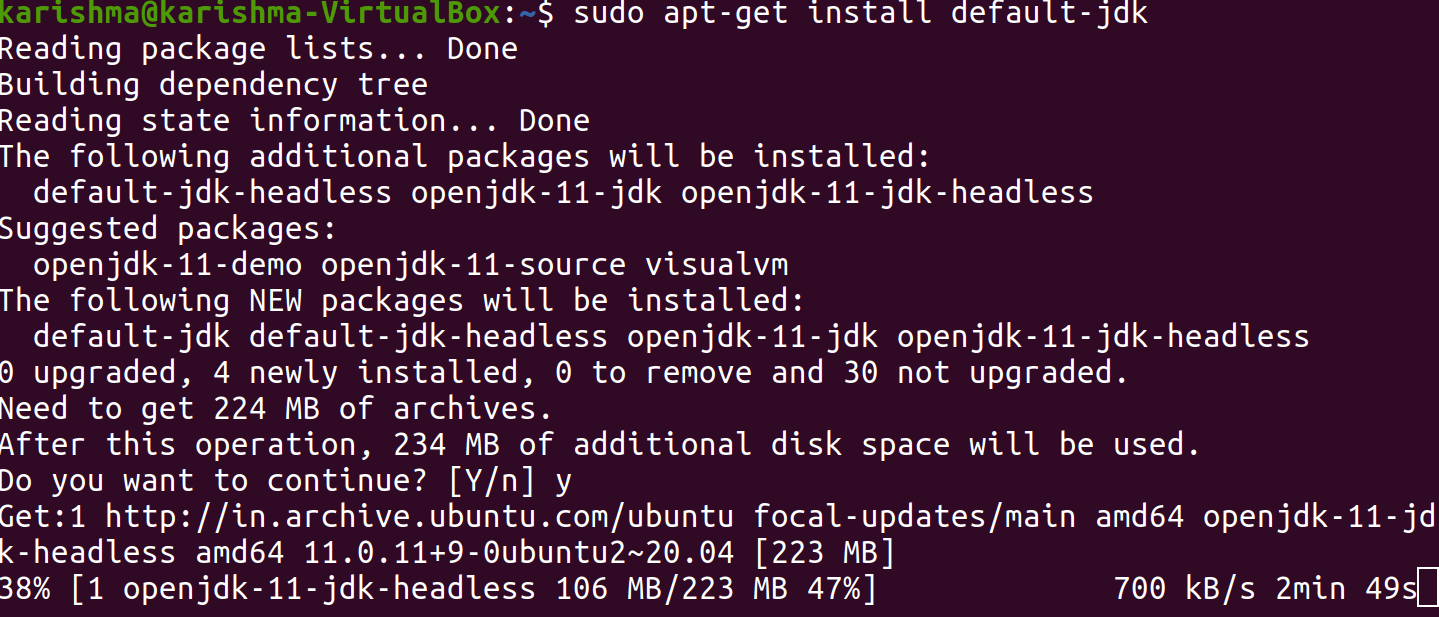 karishma@karishma-VirtualBox:~$ sudo apt-get install default-jdk
Reading package lists... Done
Building dependency tree
Reading state information... Done
The following additional packages will be installed:
  default-jdk-headless openjdk-11-jdk openjdk-11-jdk-headless
Suggested packages:
  openjdk-11-demo openjdk-11-source visualvm
The following NEW packages will be installed:
  default-jdk default-jdk-headless openjdk-11-jdk openjdk-11-jdk-headless
0 upgraded, 4 newly installed, 0 to remove and 30 not upgraded.
Need to get 224 MB of archives.
After this operation, 234 MB of additional disk space will be used.
Do you want to continue? [Y/n] y
Get:1 http://in.archive.ubuntu.com/ubuntu focal-updates/main amd64 openjdk-11-jd
k-headless amd64 11.0.11+9-0ubuntu2~20.04 [223 MB]
38% [1 openjdk-11-jdk-headless 106 MB/223 MB 47%]             700 kB/s 2min 49s